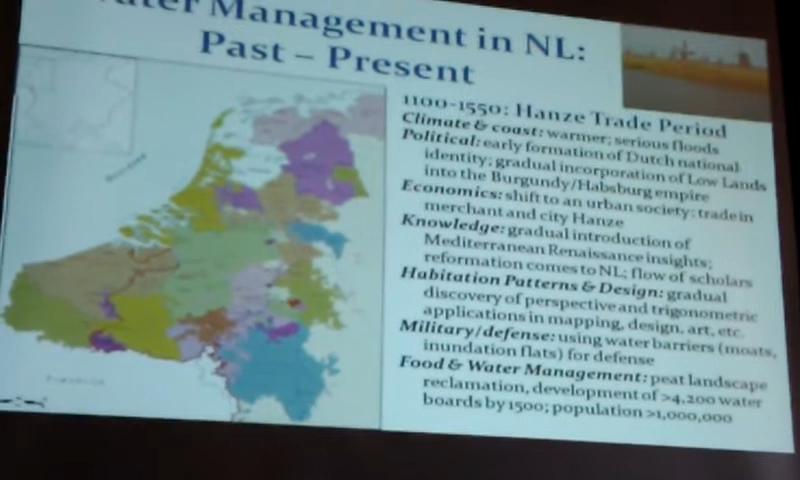 Management in NL:
Past – Present
1100-1550: Hanze Trade Period
Climate & coast: warmer; serious floods
Political: early formation of Dutch national
identity; gradual incorporation of Low Lands
into the Burgundy/Habsburg empire
Economics: shift to an urban society: trade in
merchant and city Hanze
Knowledge: gradual introduction of
Mediterranean Renaissance insights;
reformation comes to NL; flow of scholars
Habitation Patterns & Design: gradual
discovery of perspective and trigonometric
applications in mapping, design, art, etc.
Military/defense: using water barriers (moats,
inundation flats) for defense
Food & Water Management: peat landscape
reclamation, development of >4,200 water
boards by 1500; population >1,000,000